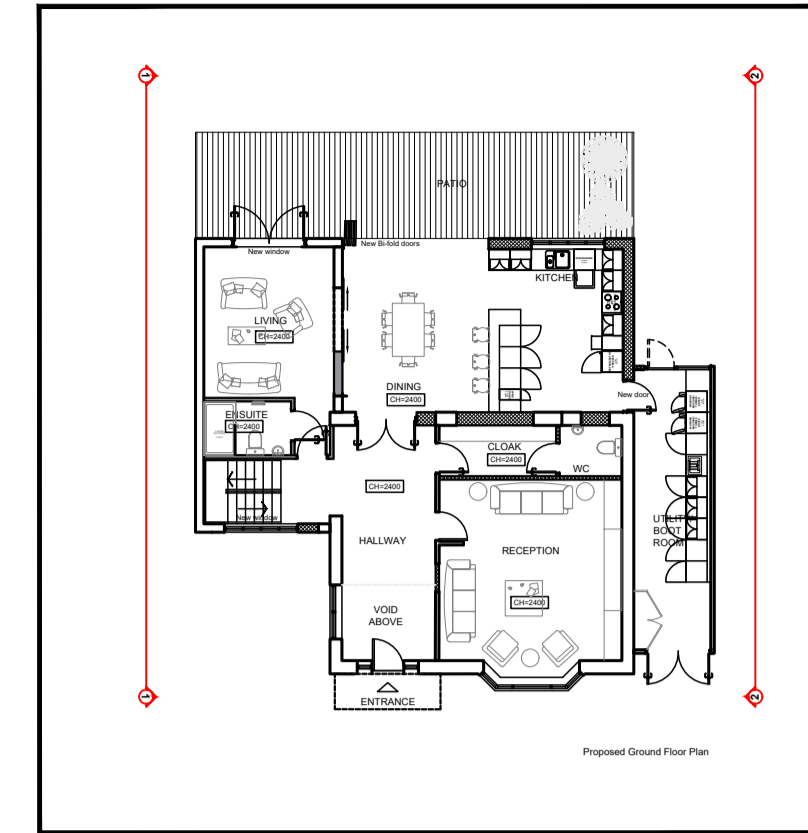 1
2
PATIO
New window
New Bi-fold doors
KITCHEN
LIVING
CH=2400
DINING
CH=2400
New door
ENSUITE
CH=2400
CLOAK
CH=2400
WC
CH=2400
New window
HALLWAY
RECEPTION
CH=2400
UTILITY
BOOT
ROOM
VOID
ABOVE
ENTRANCE
1
2
Proposed Ground Floor Plan